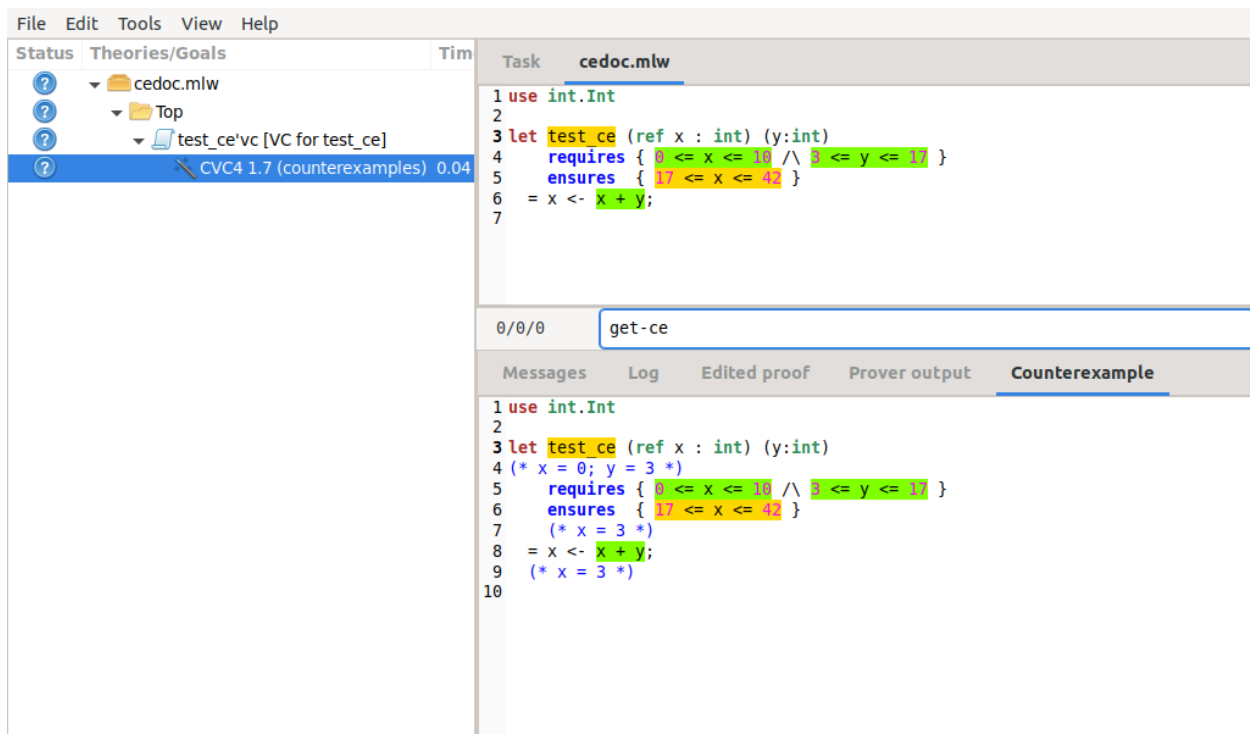 File Edit Tools View Help
Status Theories/Goals Tim
cedoc.mlw
Top
test_ce'vc [VC for test_ce]
CVC4 1.7 (counterexamples) 0.04
Task cedoc.mlw
1 use int.Int
2
3 let test_ce (ref x : int) (y:int)
4 requires { 0 <= x <= 10 /\ 3 <= y <= 17 }
5 ensures { 17 <= x <= 42 }
6 = x <- x + y;
7
0/0/0 get-ce
Messages Log Edited proof Prover output Counterexample
1 use int.Int
2
3 let test_ce (ref x : int) (y:int)
4 (* x = 0; y = 3 *)
5 requires { 0 <= x <= 10 /\ 3 <= y <= 17 }
6 ensures { 17 <= x <= 42 }
7 (* x = 3 *)
8 = x <- x + y;
9 (* x = 3 *)
10